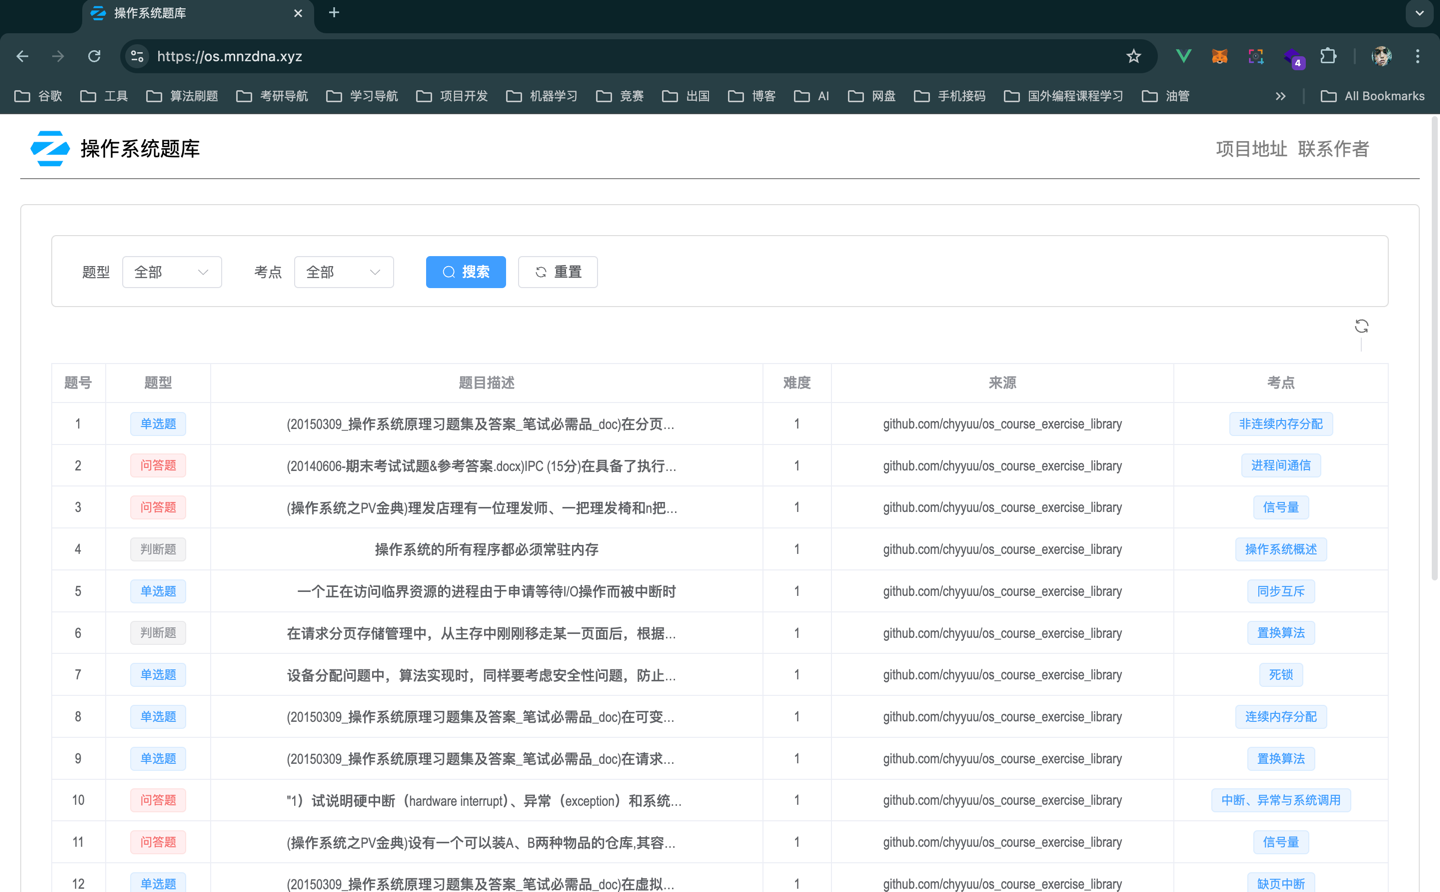 操作系统题库
https://os.mnzdna.xyz
4
谷歌 工具 算法刷题 考研导航 学习导航 项目开发 机器学习 竞赛 出国 博客 AI 网盘 手机接码 国外编程课程学习 油管 » All Bookmarks
操作系统题库 项目地址 联系作者
题型 全部 考点 全部 搜索 重置
题号 题型 题目描述 难度 来源 考点
1 单选题 (20150309_操作系统原理习题集及答案_笔试必需品_doc)在分页... 1 github.com/chyyuu/os_course_exercise_library 非连续内存分配
2 问答题 (20140606-期末考试试题&参考答案.docx)IPC (15分)在具备了执行... 1 github.com/chyyuu/os_course_exercise_library 进程间通信
3 问答题 (操作系统之PV金典)理发店理有一位理发师、一把理发椅和n把... 1 github.com/chyyuu/os_course_exercise_library 信号量
4 判断题 操作系统的所有程序都必须常驻内存 1 github.com/chyyuu/os_course_exercise_library 操作系统概述
5 单选题 一个正在访问临界资源的进程由于申请等待I/O操作而被中断时 1 github.com/chyyuu/os_course_exercise_library 同步互斥
6 判断题 在请求分页存储管理中，从主存中刚刚移走某一页面后，根据... 1 github.com/chyyuu/os_course_exercise_library 置换算法
7 单选题 设备分配问题中，算法实现时，同样要考虑安全性问题，防止... 1 github.com/chyyuu/os_course_exercise_library 死锁
8 单选题 (20150309_操作系统原理习题集及答案_笔试必需品_doc)在可变... 1 github.com/chyyuu/os_course_exercise_library 连续内存分配
9 单选题 (20150309_操作系统原理习题集及答案_笔试必需品_doc)在请求... 1 github.com/chyyuu/os_course_exercise_library 置换算法
10 问答题 "1）试说明硬中断（hardware interrupt）、异常（exception）和系统... 1 github.com/chyyuu/os_course_exercise_library 中断、异常与系统调用
11 问答题 (操作系统之PV金典)设有一个可以装A、B两种物品的仓库,其容... 1 github.com/chyyuu/os_course_exercise_library 信号量
12 单选题 (20150309_操作系统原理习题集及答案_笔试必需品_doc)在虚拟... 1 github.com/chyyuu/os_course_exercise_library 缺页中断